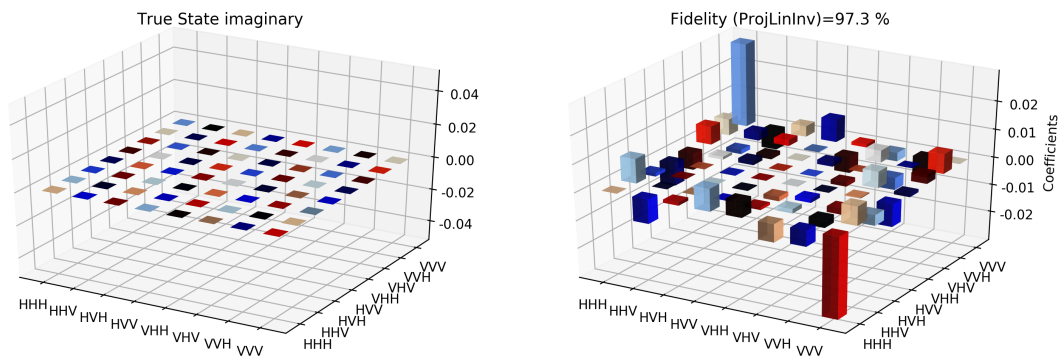 True State imaginary
0.04
0.02
0.00
-0.02
-0.04
HHH
HHV
HVH
HVV
VHH
VHV
VVH
VVV
HHH
HHV
HVH
HVV
VHH
VHV
VVH
VVV
Fidelity (ProjLinInv)=97.3 %
0.02
0.01
0.00
-0.01
-0.02
Coefficients
HHH
HHV
HVH
HVV
VHH
VHV
VVH
VVV
HHH
HHV
HVH
HVV
VHH
VHV
VVH
VVV